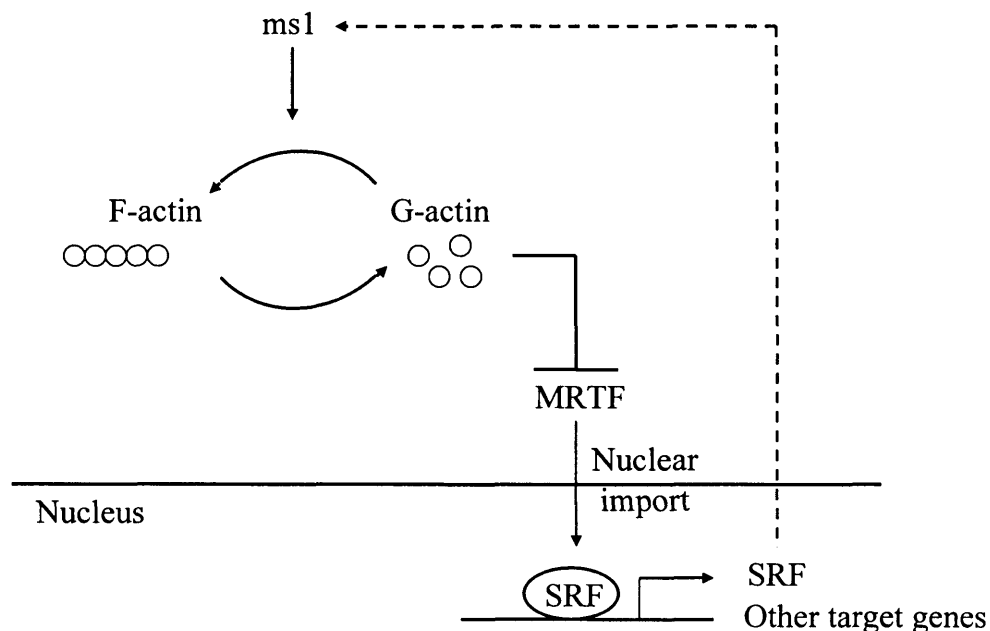 ms1
F-actin
G-actin
MRTF
Nuclear
import
Nucleus
SRF
SRF
Other target genes